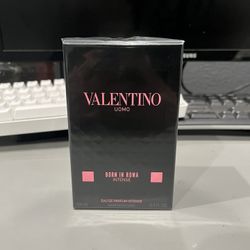 VALENTINO
UOMO
BORN IN ROMA
INTENSE
EAU DE PARFUM INTENSE